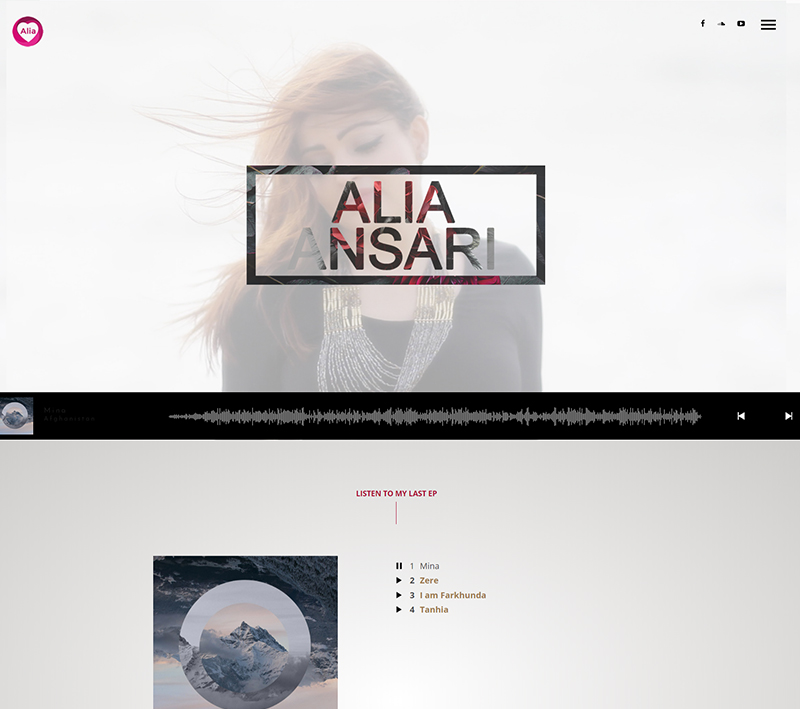 Alia
ALIA
ANSARI
Mina
Afghanistan
LISTEN TO MY LAST EP
1 Mina
2 Zere
3 I am Farkhunda
4 Tanhia